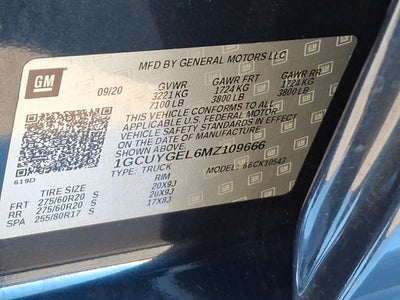 GM
MFD BY GENERAL MOTORS LLC
09/20 GVWR GAWR FRT GAWR RR
3221 KG 1724 KG 1724 KG
7100 LB 3800 LB 3800 LB
THIS VEHICLE CONFORMS TO ALL APPLICABLE
U.S. FEDERAL MOTOR VEHICLE SAFETY
STANDARDS IN EFFECT ON THE
DATE OF MANUFACTURE SHOWN ABOVE.
1GCUYGEL6MZ109666
TYPE: TRUCK MODEL: 68CK10543
619D
TIRE SIZE RIM
FRT 275/60R20 S 20X9J
RR 275/60R20 S 20X9J
SPA 255/80R17 S 17X8J